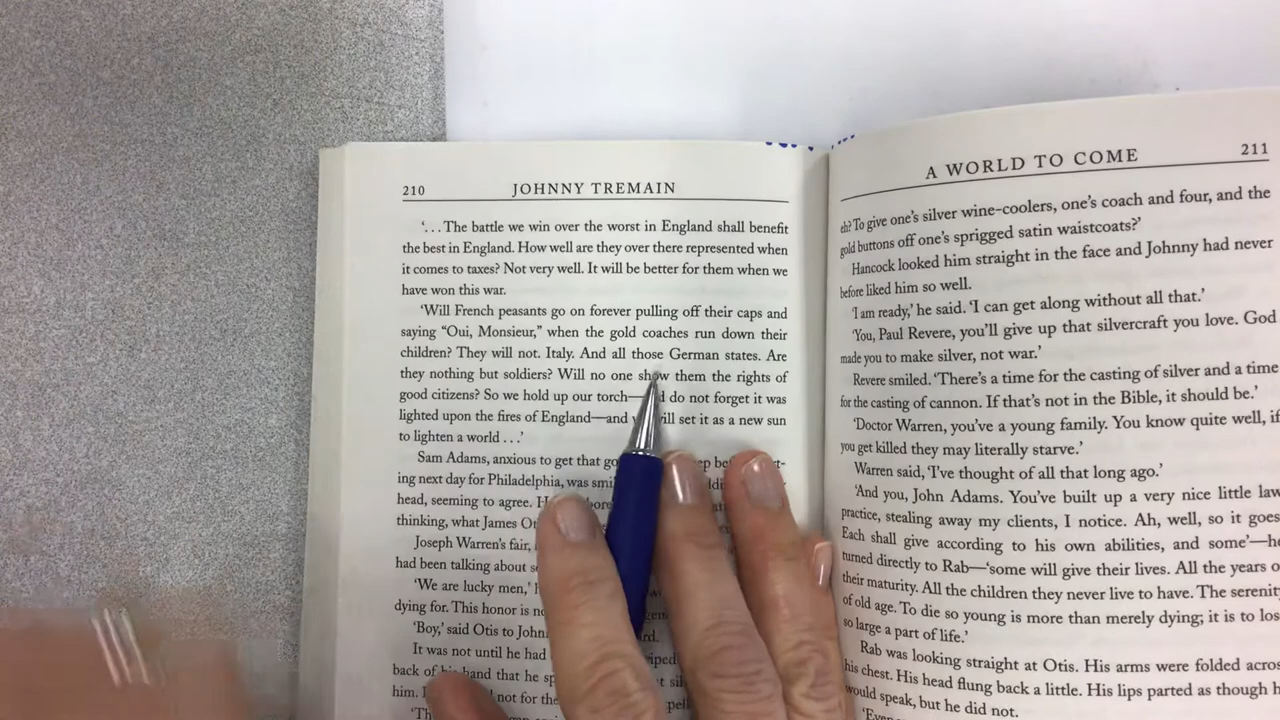 210 JOHNNY TREMAIN
‘. . . The battle we win over the worst in England shall benefit
the best in England. How well are they over there represented when
it comes to taxes? Not very well. It will be better for them when we
have won this war.
‘Will French peasants go on forever pulling off their caps and
saying “Oui, Monsieur,” when the gold coaches run down their
children? They will not. Italy. And all those German states. Are
they nothing but soldiers? Will no one show them the rights of
good citizens? So we hold up our torch— do not forget it was
lighted upon the fires of England—and will set it as a new sun
to lighten a world . . .’
Sam Adams, anxious to get that
ing next day for Philadelphia, was
head, seeming to agree.
thinking, what James
Joseph Warren’s fair,
had been talking about
‘We are lucky men,’
dying for. This honor is
‘Boy,’ said Otis to
It was not until he had
back of his hand that he
him. not for the
A WORLD TO COME 211
eh? To give one’s silver wine-coolers, one’s coach and four, and the
gold buttons off one’s sprigged satin waistcoats?’
Hancock looked him straight in the face and Johnny had never
before liked him so well.
‘I am ready,’ he said. ‘I can get along without all that.’
‘You, Paul Revere, you’ll give up that silvercraft you love. God
made you to make silver, not war.’
Revere smiled. ‘There’s a time for the casting of silver and a time
for the casting of cannon. If that’s not in the Bible, it should be.’
‘Doctor Warren, you’ve a young family. You know quite well, if
you get killed they may literally starve.’
Warren said, ‘I’ve thought of all that long ago.’
‘And you, John Adams. You’ve built up a very nice little law
practice, stealing away my clients, I notice. Ah, well, so it goes
Each shall give according to his own abilities, and some’—
turned directly to Rab—‘some will give their lives. All the years
their maturity. All the children they never live to have. The
of old age. To die so young is more than merely dying; it is to
so large a part of life.’
Rab was looking straight at Otis. His arms were folded
his chest. His head flung back a little. His lips parted as though
would speak, but he did not.